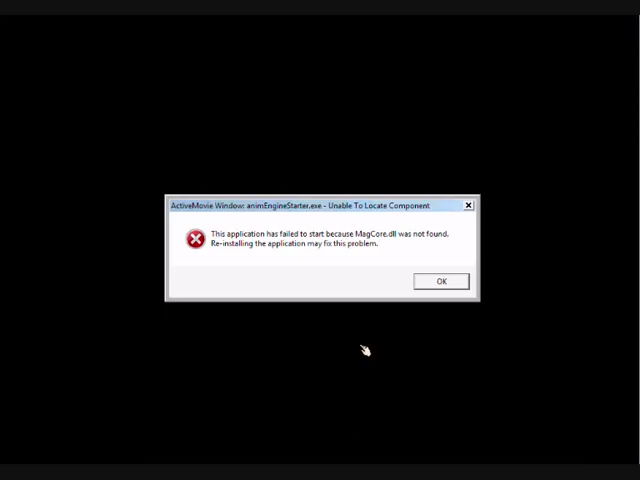 ActiveMovie Window: animEngineStarter.exe - Unable To Locate Component
This application has failed to start because MagCore.dll was not found.
Re-installing the application may fix this problem.
OK